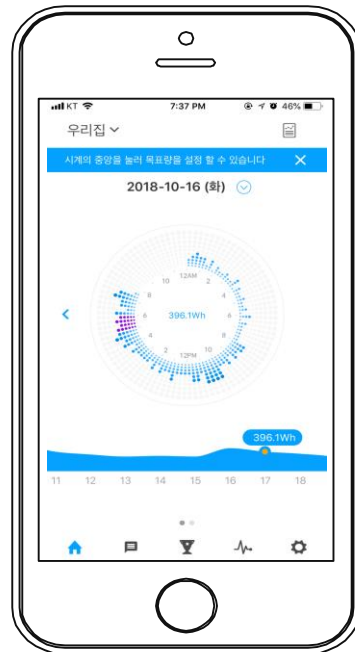 KT 7:37 PM 46%
우리집
시계의 중앙을 눌러 목표량을 설정 할 수 있습니다 X
2018-10-16 (화)
12AM
10 2
8 4
6 396.1Wh 6
4 8
2 10
12PM
396.1Wh
11 12 13 14 15 16 17 18